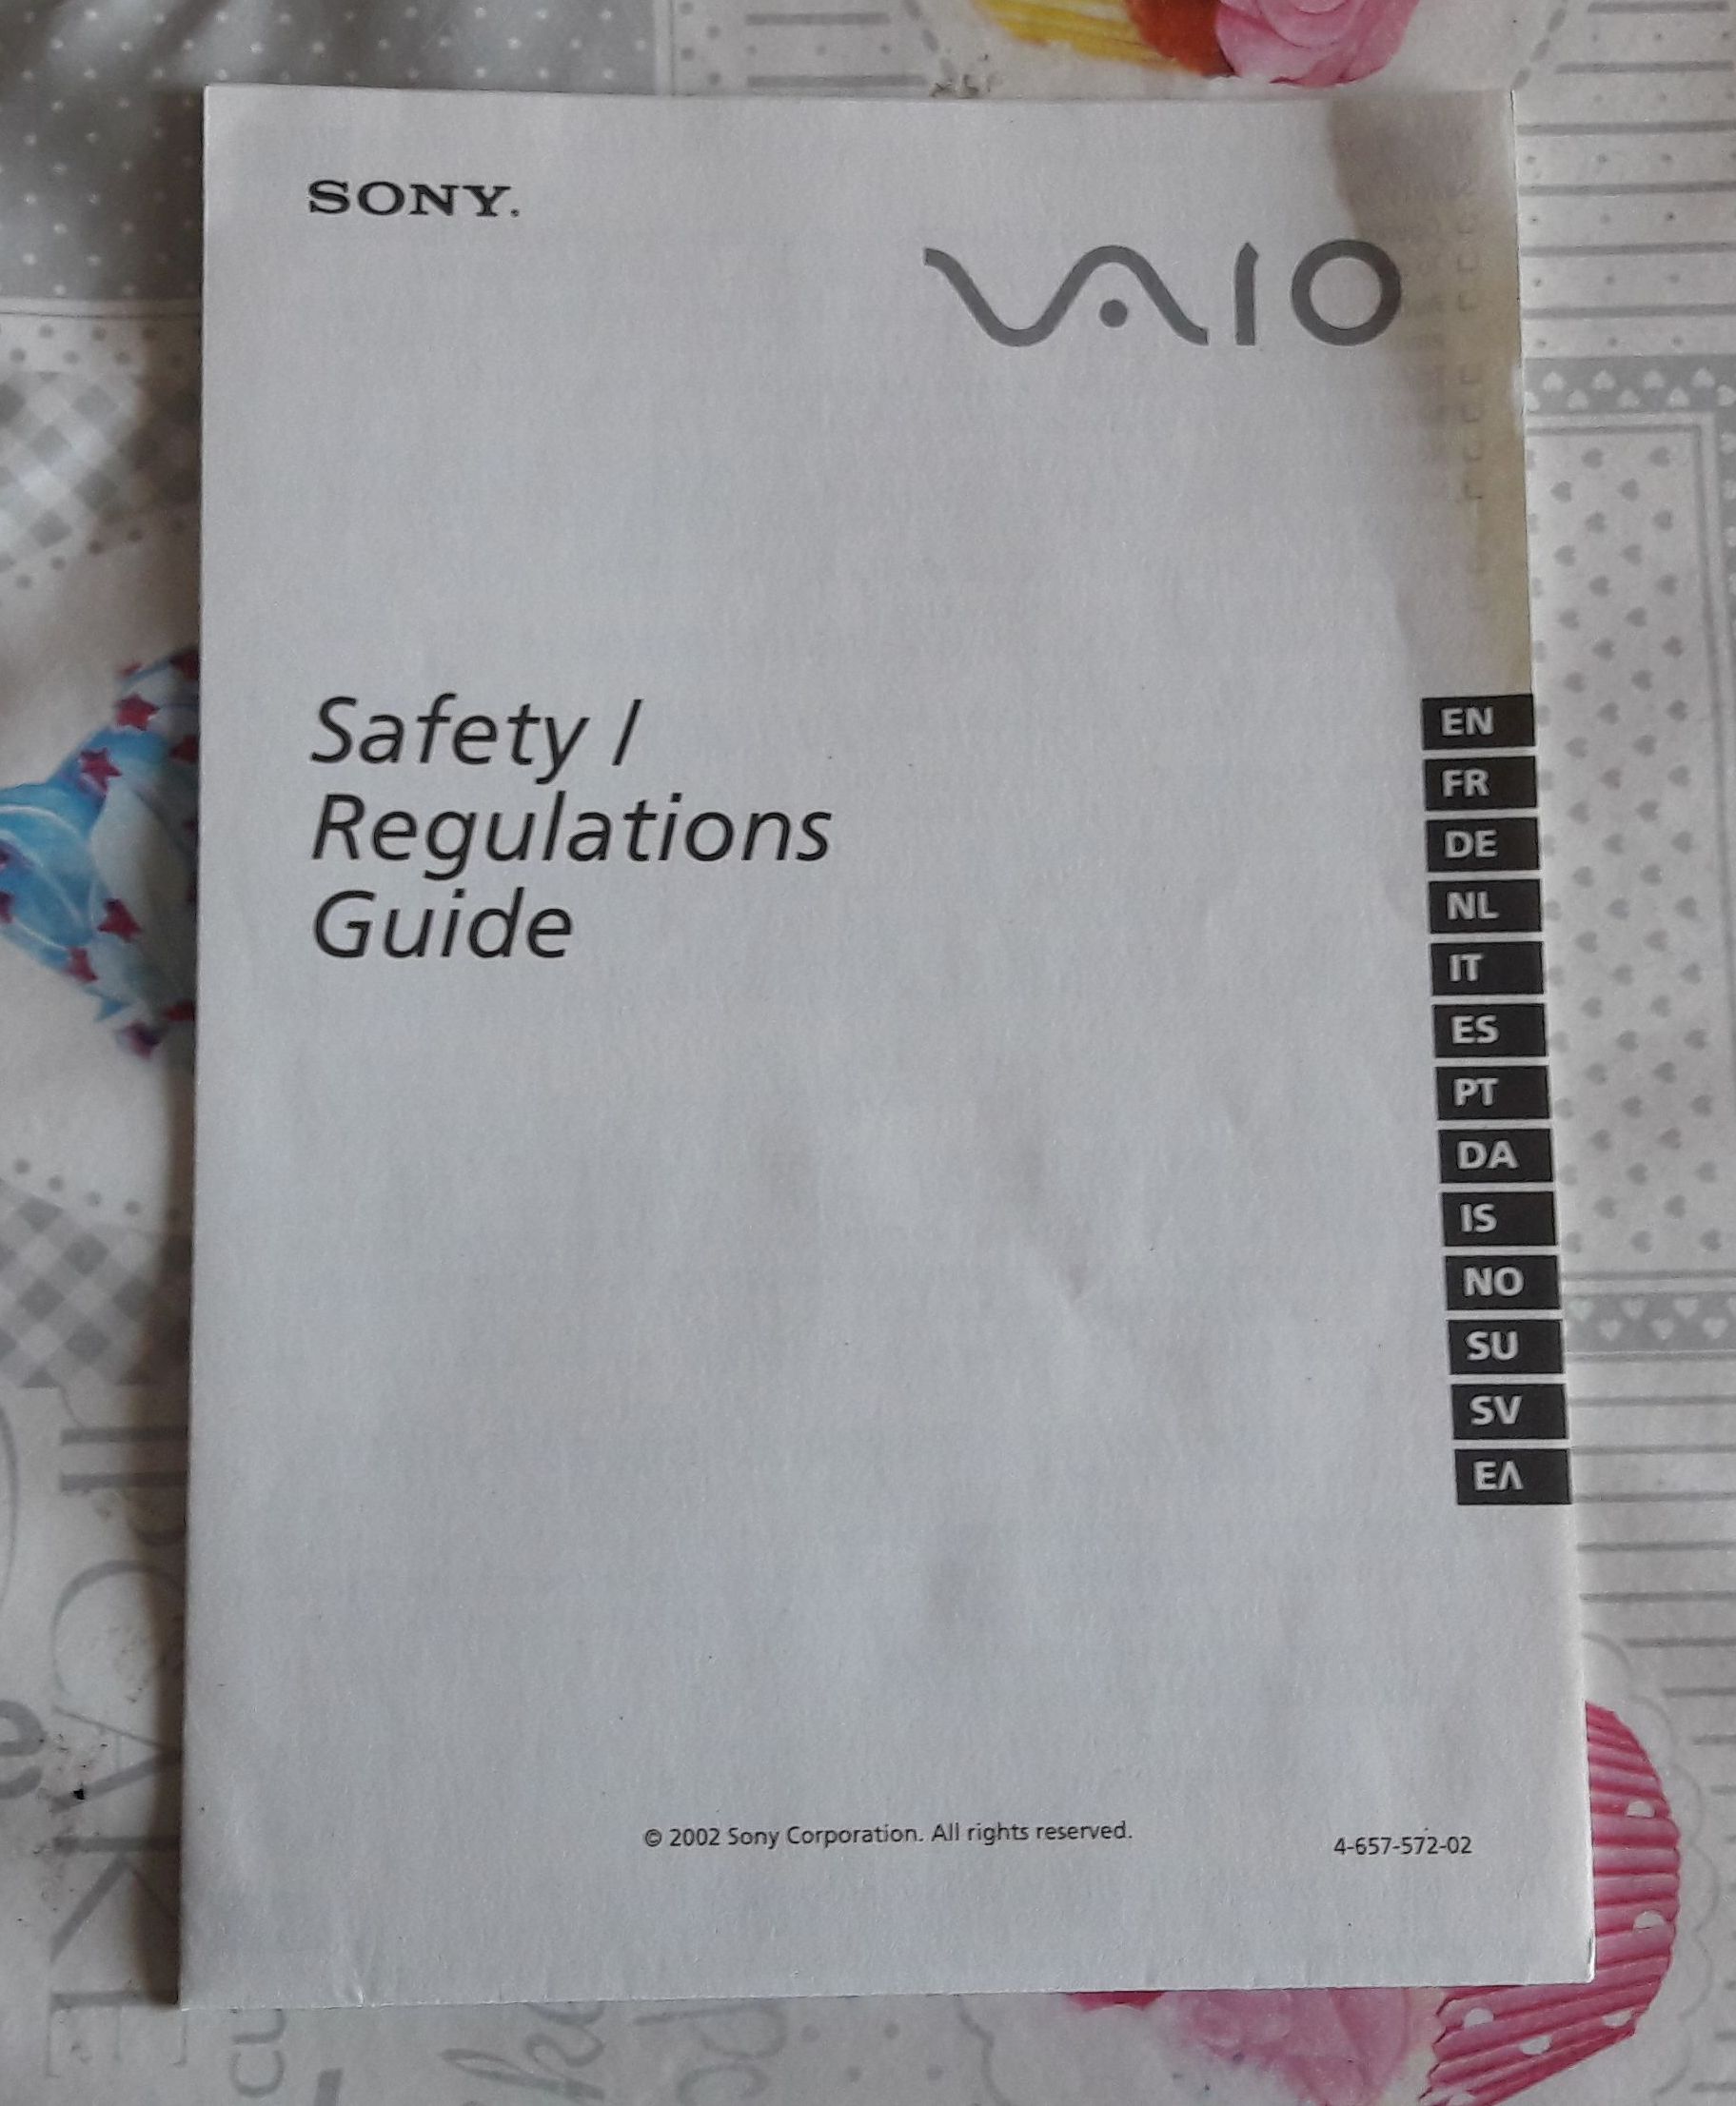 SONY.
VAIO
Safety /
Regulations
Guide
EN
FR
DE
NL
IT
ES
PT
DA
IS
NO
SU
SV
ΕΛ
© 2002 Sony Corporation. All rights reserved.
4-657-572-02